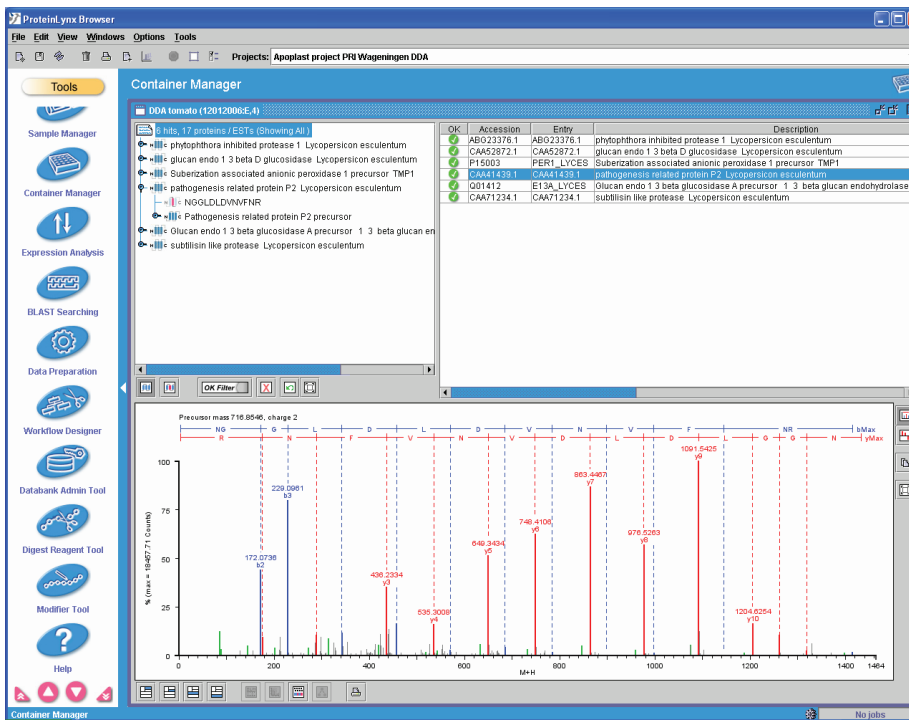 ProteinLynx Browser
File Edit View Windows Options Tools
Projects: Apoplast project PRI Wageningen DDA
Tools
Container Manager
Sample Manager
Container Manager
Expression Analysis
BLAST Searching
Data Preparation
Workflow Designer
Databank Admin Tool
Digest Reagent Tool
Modifier Tool
Help
DDA tomato (12012006:E,4)
6 hits, 17 proteins / ESTs (Showing All )
phytophthora inhibited protease 1 Lycopersicon esculentum
glucan endo 1 3 beta D glucosidase Lycopersicon esculentum
Suberization associated anionic peroxidase 1 precursor TMP1
pathogenesis related protein P2 Lycopersicon esculentum
NGGLDLDVNVFNR
Pathogenesis related protein P2 precursor
Glucan endo 1 3 beta glucosidase A precursor 1 3 beta glucan en
subtilisin like protease Lycopersicon esculentum
OK Accession Entry Description
ABG23376.1 ABG23376.1 phytophthora inhibited protease 1 Lycopersicon esculentum
CAA52872.1 CAA52872.1 glucan endo 1 3 beta D glucosidase Lycopersicon esculentum
P15003 PER1_LYCES Suberization associated anionic peroxidase 1 precursor TMP1
CAA41439.1 CAA41439.1 pathogenesis related protein P2 Lycopersicon esculentum
Q01412 E13A_LYCES Glucan endo 1 3 beta glucosidase A precursor 1 3 beta glucan endohydrolase
CAA71234.1 CAA71234.1 subtilisin like protease Lycopersicon esculentum
OK Filter
Precursor mass 716.8546, charge 2
NG G L D L D V N V F NR bMax
R N F V N V D L D L G G N yMax
% (max = 18457.71 Counts)
100
75
50
25
0
172.0736
b2
229.0961
b3
436.2334
y3
535.3008
y4
649.3434
y5
748.4106
y6
863.4467
y7
976.5263
y8
1091.5425
y9
1204.6254
y10
0 200 400 600 800 1000 1200 1400 1464
M+H
Container Manager
No jobs